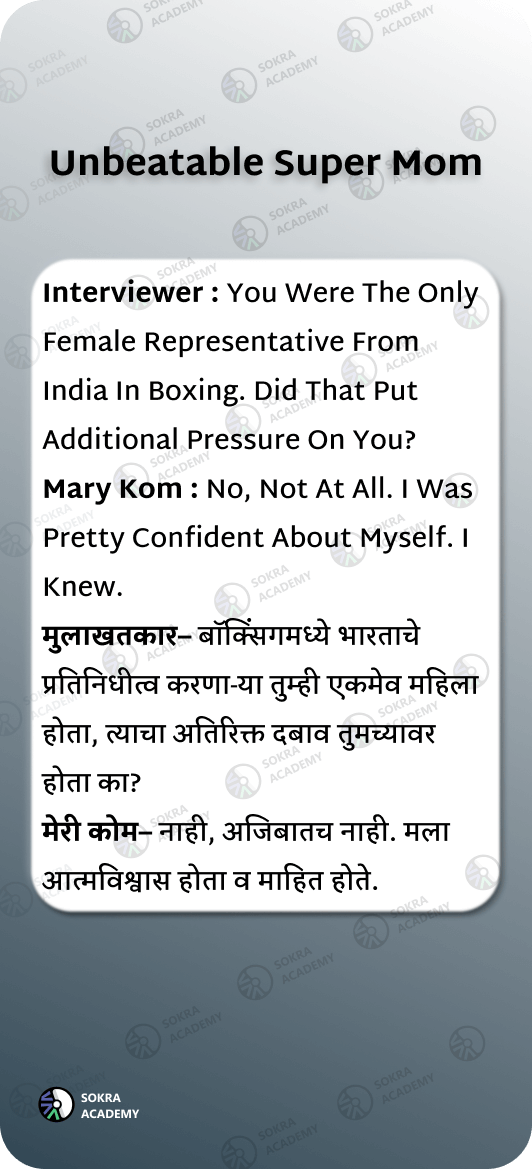 Unbeatable Super Mom
Interviewer : You Were The Only
Female Representative From
India In Boxing. Did That Put
Additional Pressure On You?
Mary Kom : No, Not At All. I Was
Pretty Confident About Myself. I
Knew.
मुलाखतकार– बॉक्सिंगमध्ये भारताचे
प्रतिनिधीत्व करणा-या तुम्ही एकमेव महिला
होता, त्याचा अतिरिक्त दबाव तुमच्यावर
होता का?
मेरी कोम– नाही, अजिबातच नाही. मला
आत्मविश्वास होता व माहित होते.
SOKRA
ACADEMY